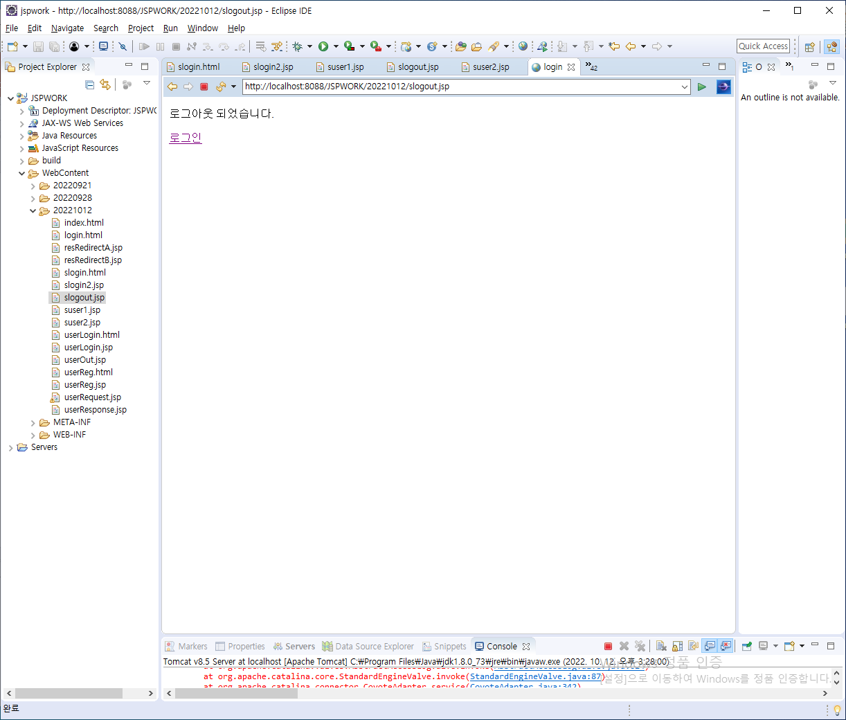 jspwork - http://localhost:8088/JSPWORK/20221012/slogout.jsp - Eclipse IDE
File Edit Navigate Search Project Run Window Help
Quick Access
Project Explorer
JSPWORK
Deployment Descriptor: JSPWC
JAX-WS Web Services
Java Resources
JavaScript Resources
build
WebContent
20220921
20220928
20221012
index.html
login.html
resRedirectA.jsp
resRedirectB.jsp
slogin.html
slogin2.jsp
slogout.jsp
suser1.jsp
suser2.jsp
userLogin.html
userLogin.jsp
userOut.jsp
userReg.html
userReg.jsp
userRequest.jsp
userResponse.jsp
META-INF
WEB-INF
Servers
slogin.html slogin2.jsp suser1.jsp slogout.jsp suser2.jsp login »42
http://localhost:8088/JSPWORK/20221012/slogout.jsp
로그아웃 되었습니다.
로그인
O »1
An outline is not available.
Markers Properties Servers Data Source Explorer Snippets Console
Tomcat v8.5 Server at localhost [Apache Tomcat] C:₩Program Files₩Java₩jdk1.8.0_73₩jre₩bin₩javaw.exe (2022. 10. 12. 오후 3:28:00)
at org.apache.catalina.core.StandardEngineValve.invoke(StandardEngineValve.java:87)
at org.apache.catalina.connector.CoyoteAdapter.service(CoyoteAdapter.java:342)
정품 인증
[설정]으로 이동하여 Windows를 정품 인증합니다.
완료